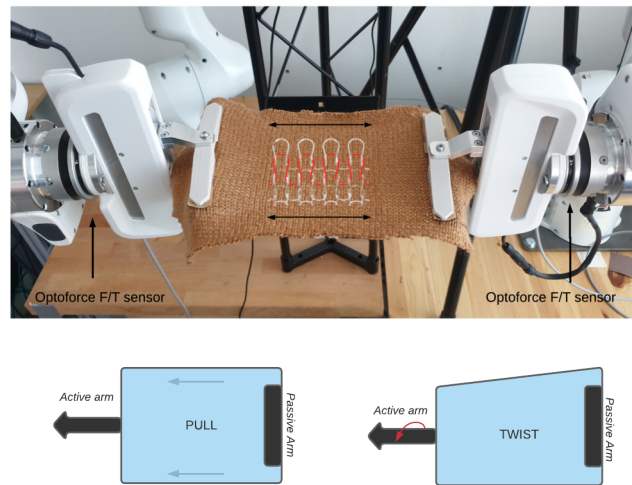 Optoforce F/T sensor
Optoforce F/T sensor
Active arm
PULL
Passive Arm
Active arm
TWIST
Passive Arm